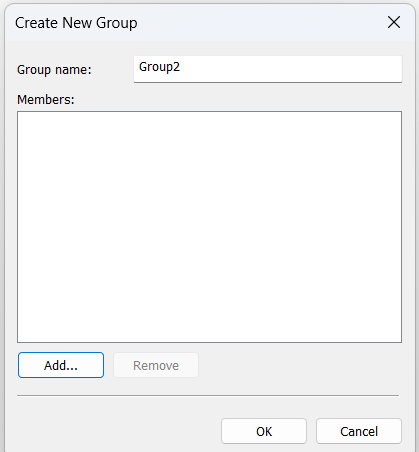 Create New Group
Group name: Group2
Members:
Add... Remove
OK Cancel